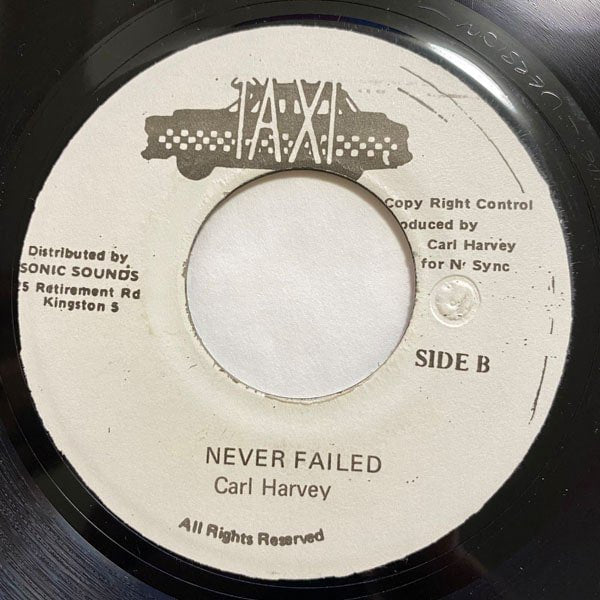 TAXI
Copy Right Control
oduced by
Carl Harvey
for N' Sync
Distributed by
SONIC SOUNDS
25 Retirement Rd
Kingston 5
SIDE B
NEVER FAILED
Carl Harvey
All Rights Reserved
VERSION